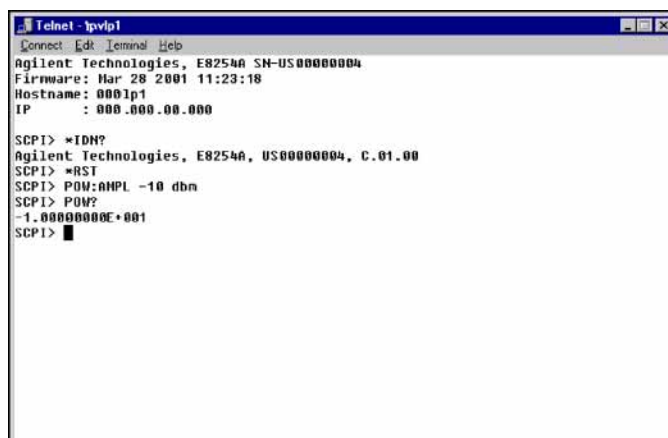 Telnet - lpvlp1
Connect Edit Terminal Help
Agilent Technologies, E8254A SN-US00000004
Firmware: Mar 28 2001 11:23:18
Hostname: 000lp1
IP : 000.000.00.000
SCPI> *IDN?
Agilent Technologies, E8254A, US00000004, C.01.00
SCPI> *RST
SCPI> POW:AMPL -10 dbm
SCPI> POW?
-1.00000000E+001
SCPI>